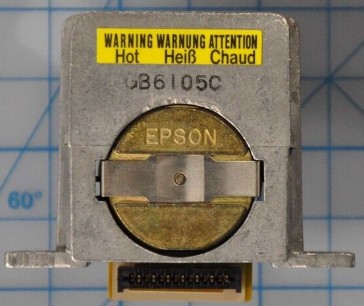 WARNING WARNUNG ATTENTION
Hot Heiß Chaud
GB6105C
EPSON
60°